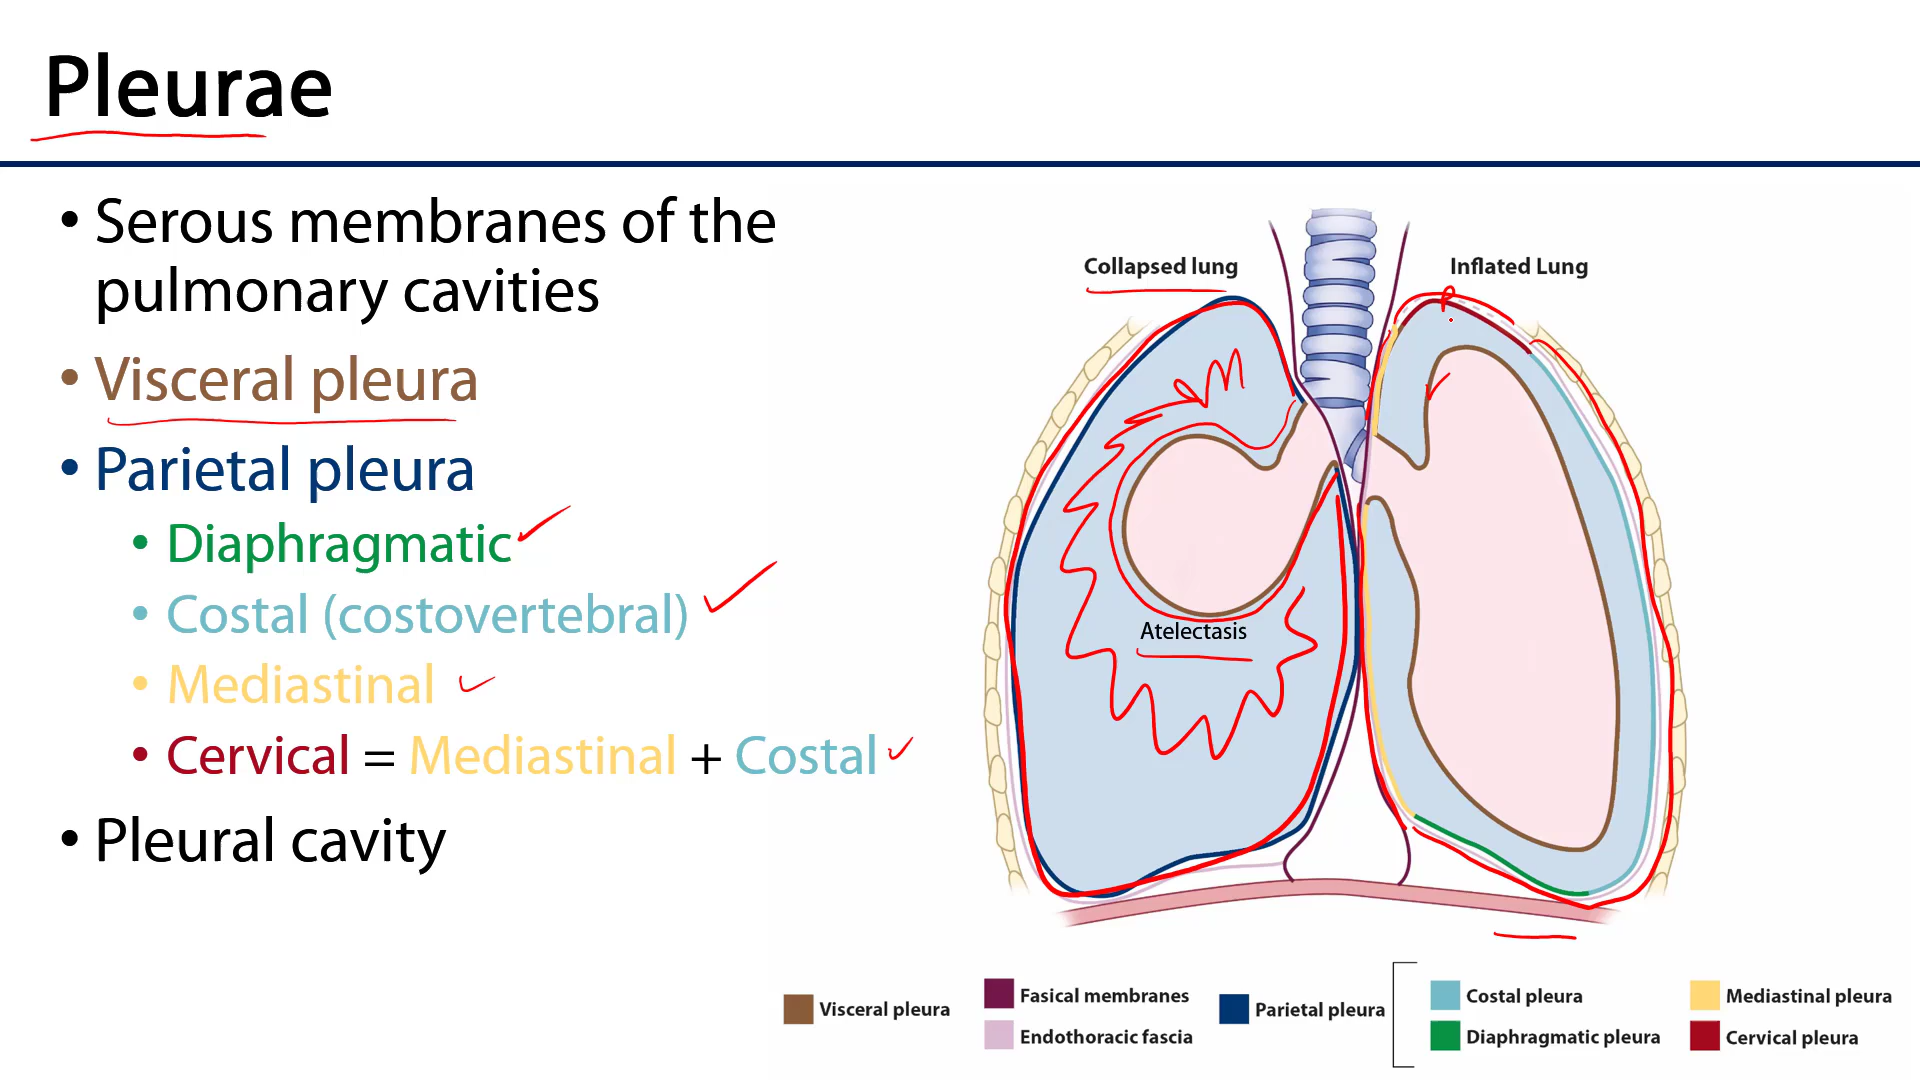 Pleurae
• Serous membranes of the
pulmonary cavities
• Visceral pleura
• Parietal pleura
• Diaphragmatic
• Costal (costovertebral)
• Mediastinal
• Cervical = Mediastinal + Costal
• Pleural cavity
Collapsed lung
Inflated Lung
Atelectasis
Visceral pleura
Fasical membranes
Endothoracic fascia
Parietal pleura
Costal pleura
Diaphragmatic pleura
Mediastinal pleura
Cervical pleura